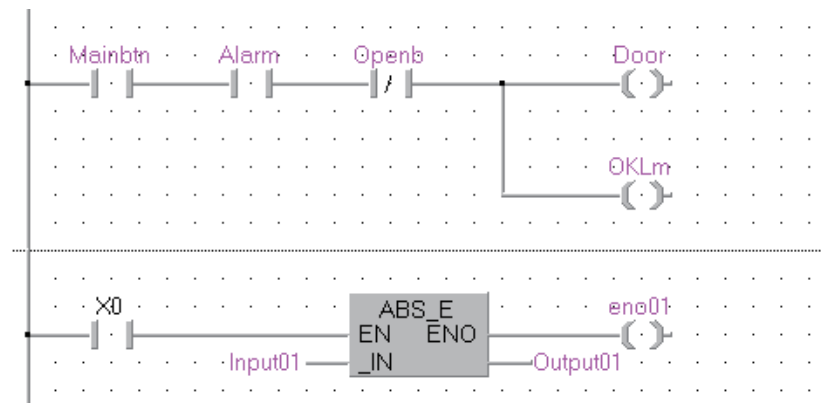 Mainbtn Alarm Openb Door
OKLm
X0 ABS_E eno01
EN ENO
Input01 _IN Output01